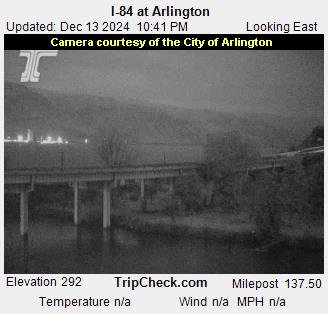 I-84 at Arlington
Updated: Dec 13 2024 10:41 PM Looking East
Camera courtesy of the City of Arlington
Elevation 292 TripCheck.com Milepost 137.50
Temperature n/a Wind n/a MPH n/a